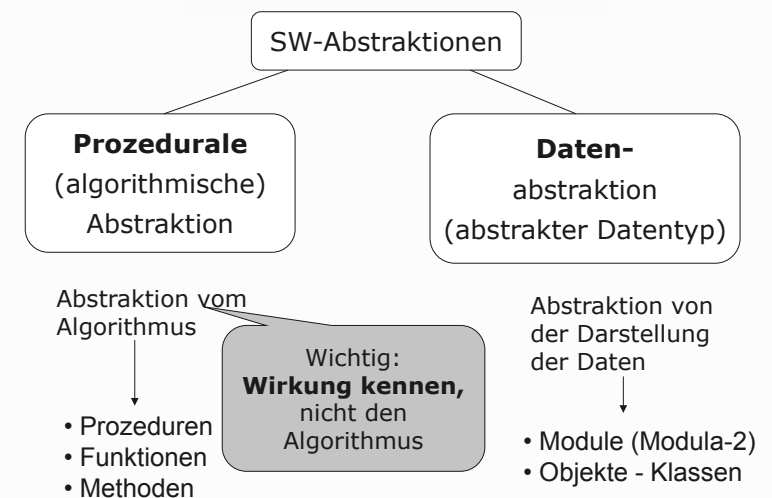 SW-Abstraktionen
Prozedurale
(algorithmische)
Abstraktion
Daten-
abstraktion
(abstrakter Datentyp)
Abstraktion vom
Algorithmus
Wichtig:
Wirkung kennen,
nicht den
Algorithmus
• Prozeduren
• Funktionen
• Methoden
Abstraktion von
der Darstellung
der Daten
• Module (Modula-2)
• Objekte - Klassen